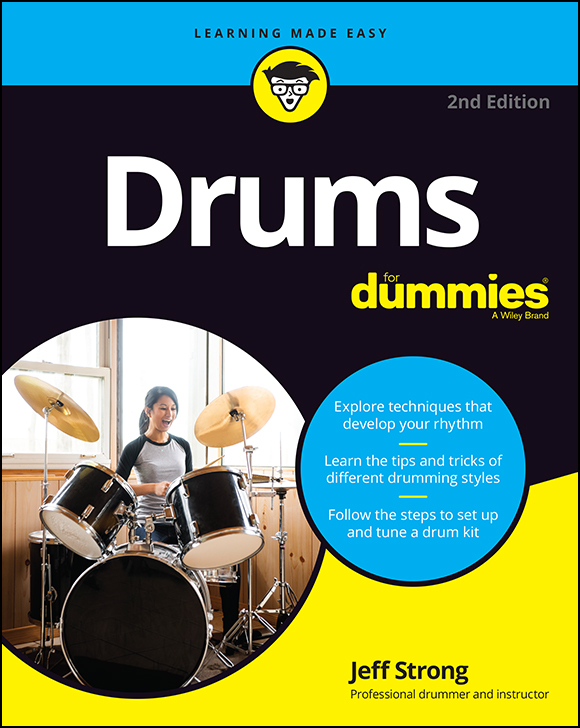 LEARNING MADE EASY
2nd Edition
Drums
for
dummies®
A Wiley Brand
Explore techniques that
develop your rhythm
Learn the tips and tricks of
different drumming styles
Follow the steps to set up
and tune a drum kit
Jeff Strong
Professional drummer and instructor